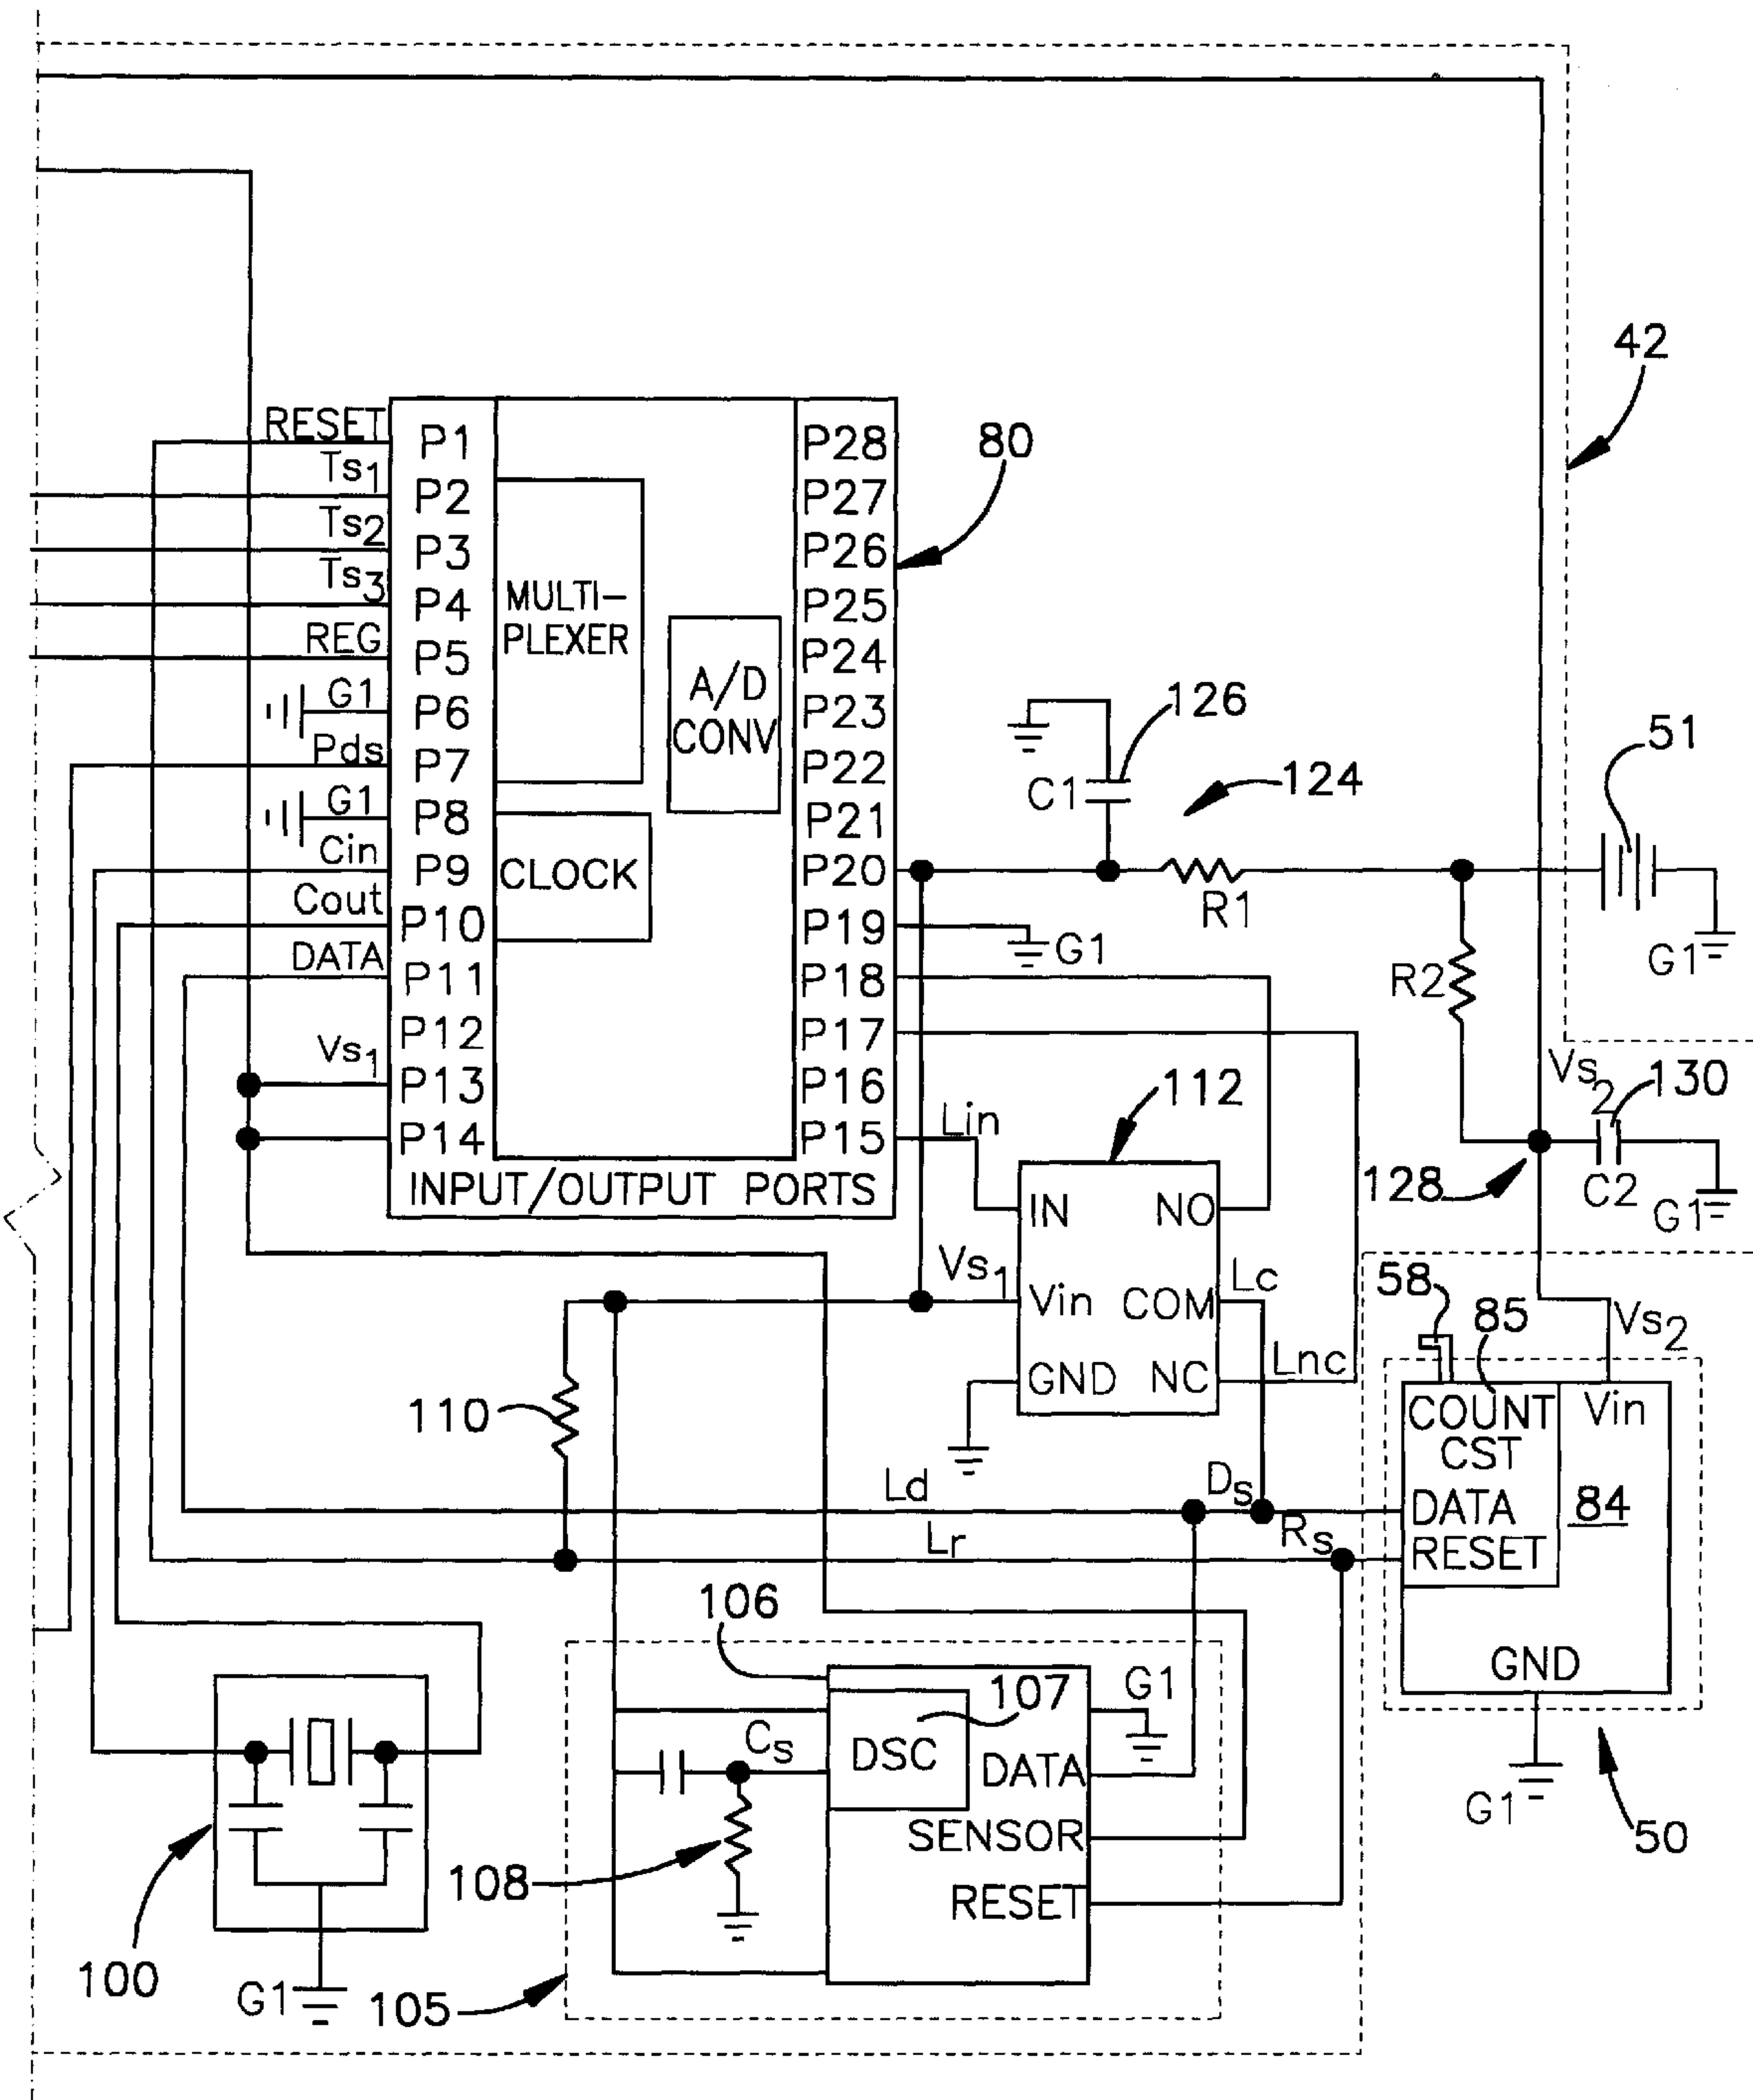 42
RESET P1 P28 80
Ts1 P2 P27
Ts2 P3 P26
Ts3 P4 MULTI- P25
REG P5 PLEXER P24
G1 P6 A/D P23 126 51
Pds P7 CONV P22 124
G1 P8 C1 P21
Cin P9 CLOCK P20 R1
Cout P10 P19 G1 G1
DATA P11 P18 R2
P12 P17
Vs1 P13 P16 112 Vs2 130
P14 P15 Lin
INPUT/OUTPUT PORTS 128 C2 G1
IN NO
Vs1 Vin COM Lc 58 85 Vs2
GND NC Lnc
110 COUNT Vin
CST
Ld Ds DATA 84
Lr Rs RESET
106 GND
107 G1
Cs DSC DATA
G1 50
SENSOR
108 RESET
100 G1 105